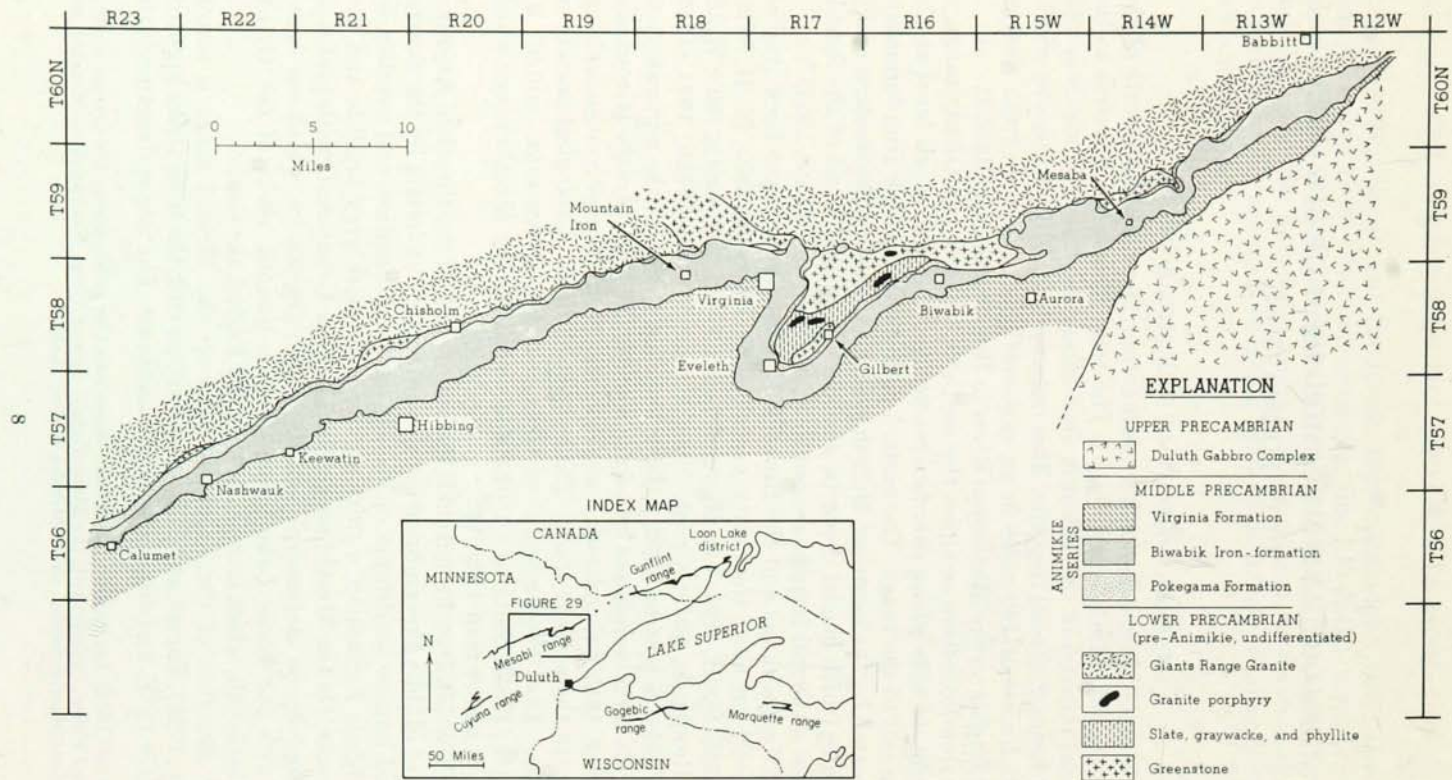 R23 R22 R21 R20 R19 R18 R17 R16 R15W R14W R13W R12W
T60N
T59
T58
T57
T56
T60N
T59
T58
T57
T56
8
0 5 10
Miles
Babbitt
Mesaba
Mountain
Iron
Virginia
Chisholm
Biwabik
Aurora
Eveleth
Gilbert
Hibbing
Keewatin
Nashwauk
Calumet
INDEX MAP
CANADA
Loon Lake
district
MINNESOTA
Gunflint
range
FIGURE 29
N
Mesabi range
LAKE SUPERIOR
Duluth
Cuyuna range
Gogebic
range
Marquette range
50 Miles
WISCONSIN
EXPLANATION
UPPER PRECAMBRIAN
Duluth Gabbro Complex
MIDDLE PRECAMBRIAN
ANIMIKIE
SERIES
Virginia Formation
Biwabik Iron-formation
Pokegama Formation
LOWER PRECAMBRIAN
(pre-Animikie, undifferentiated)
Giants Range Granite
Granite porphyry
Slate, graywacke, and phyllite
Greenstone